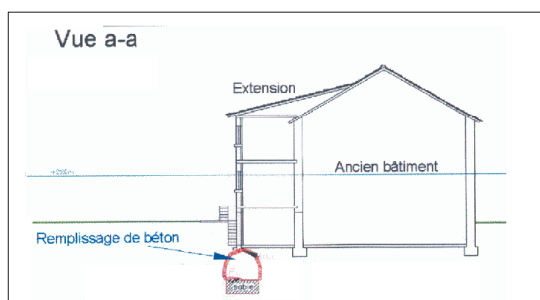 Vue a-a
Extension
Ancien bâtiment
Remplissage de béton